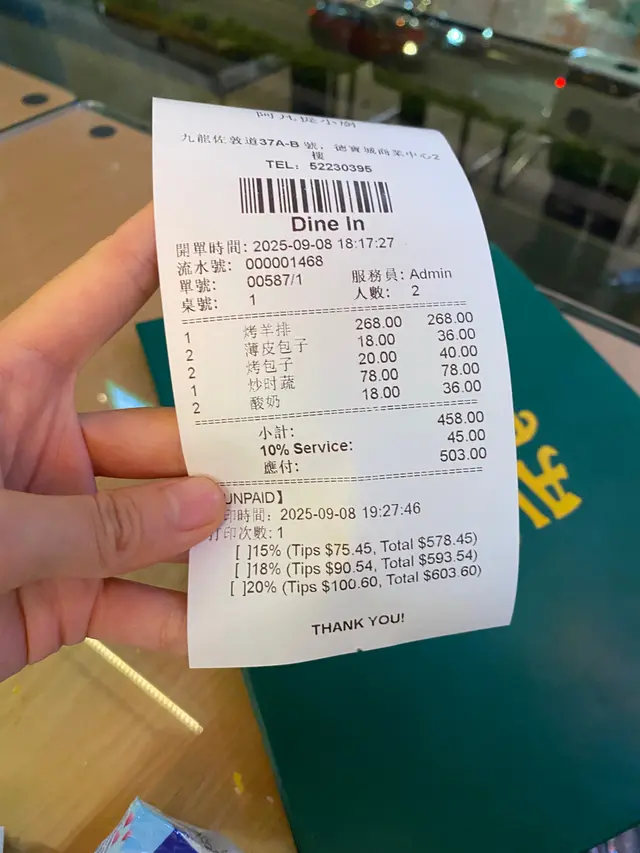 阿凡提小廚
九龍佐敦道37A-B 號，德寶城商業中心2
樓
TEL: 52230395
Dine In
開單時間: 2025-09-08 18:17:27
流水號: 000001468
單號: 00587/1 服務員: Admin
桌號: 1 人數: 2
1 烤羊排 268.00 268.00
2 薄皮包子 18.00 36.00
2 烤包子 20.00 40.00
1 炒时蔬 78.00 78.00
2 酸奶 18.00 36.00
小計: 458.00
10% Service: 45.00
應付: 503.00
UNPAID】
印時間: 2025-09-08 19:27:46
打印次數: 1
[ ]15% (Tips $75.45, Total $578.45)
[ ]18% (Tips $90.54, Total $593.54)
[ ]20% (Tips $100.60, Total $603.60)
THANK YOU!